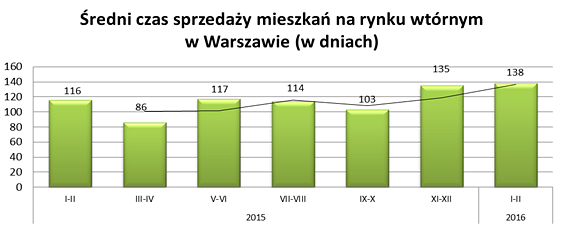 Średni czas sprzedaży mieszkań na rynku wtórnym
w Warszawie (w dniach)
160
140
120
100
80
60
40
20
0
116
86
117
114
103
135
138
I-II
III-IV
V-VI
VII-VIII
IX-X
XI-XII
I-II
2015
2016